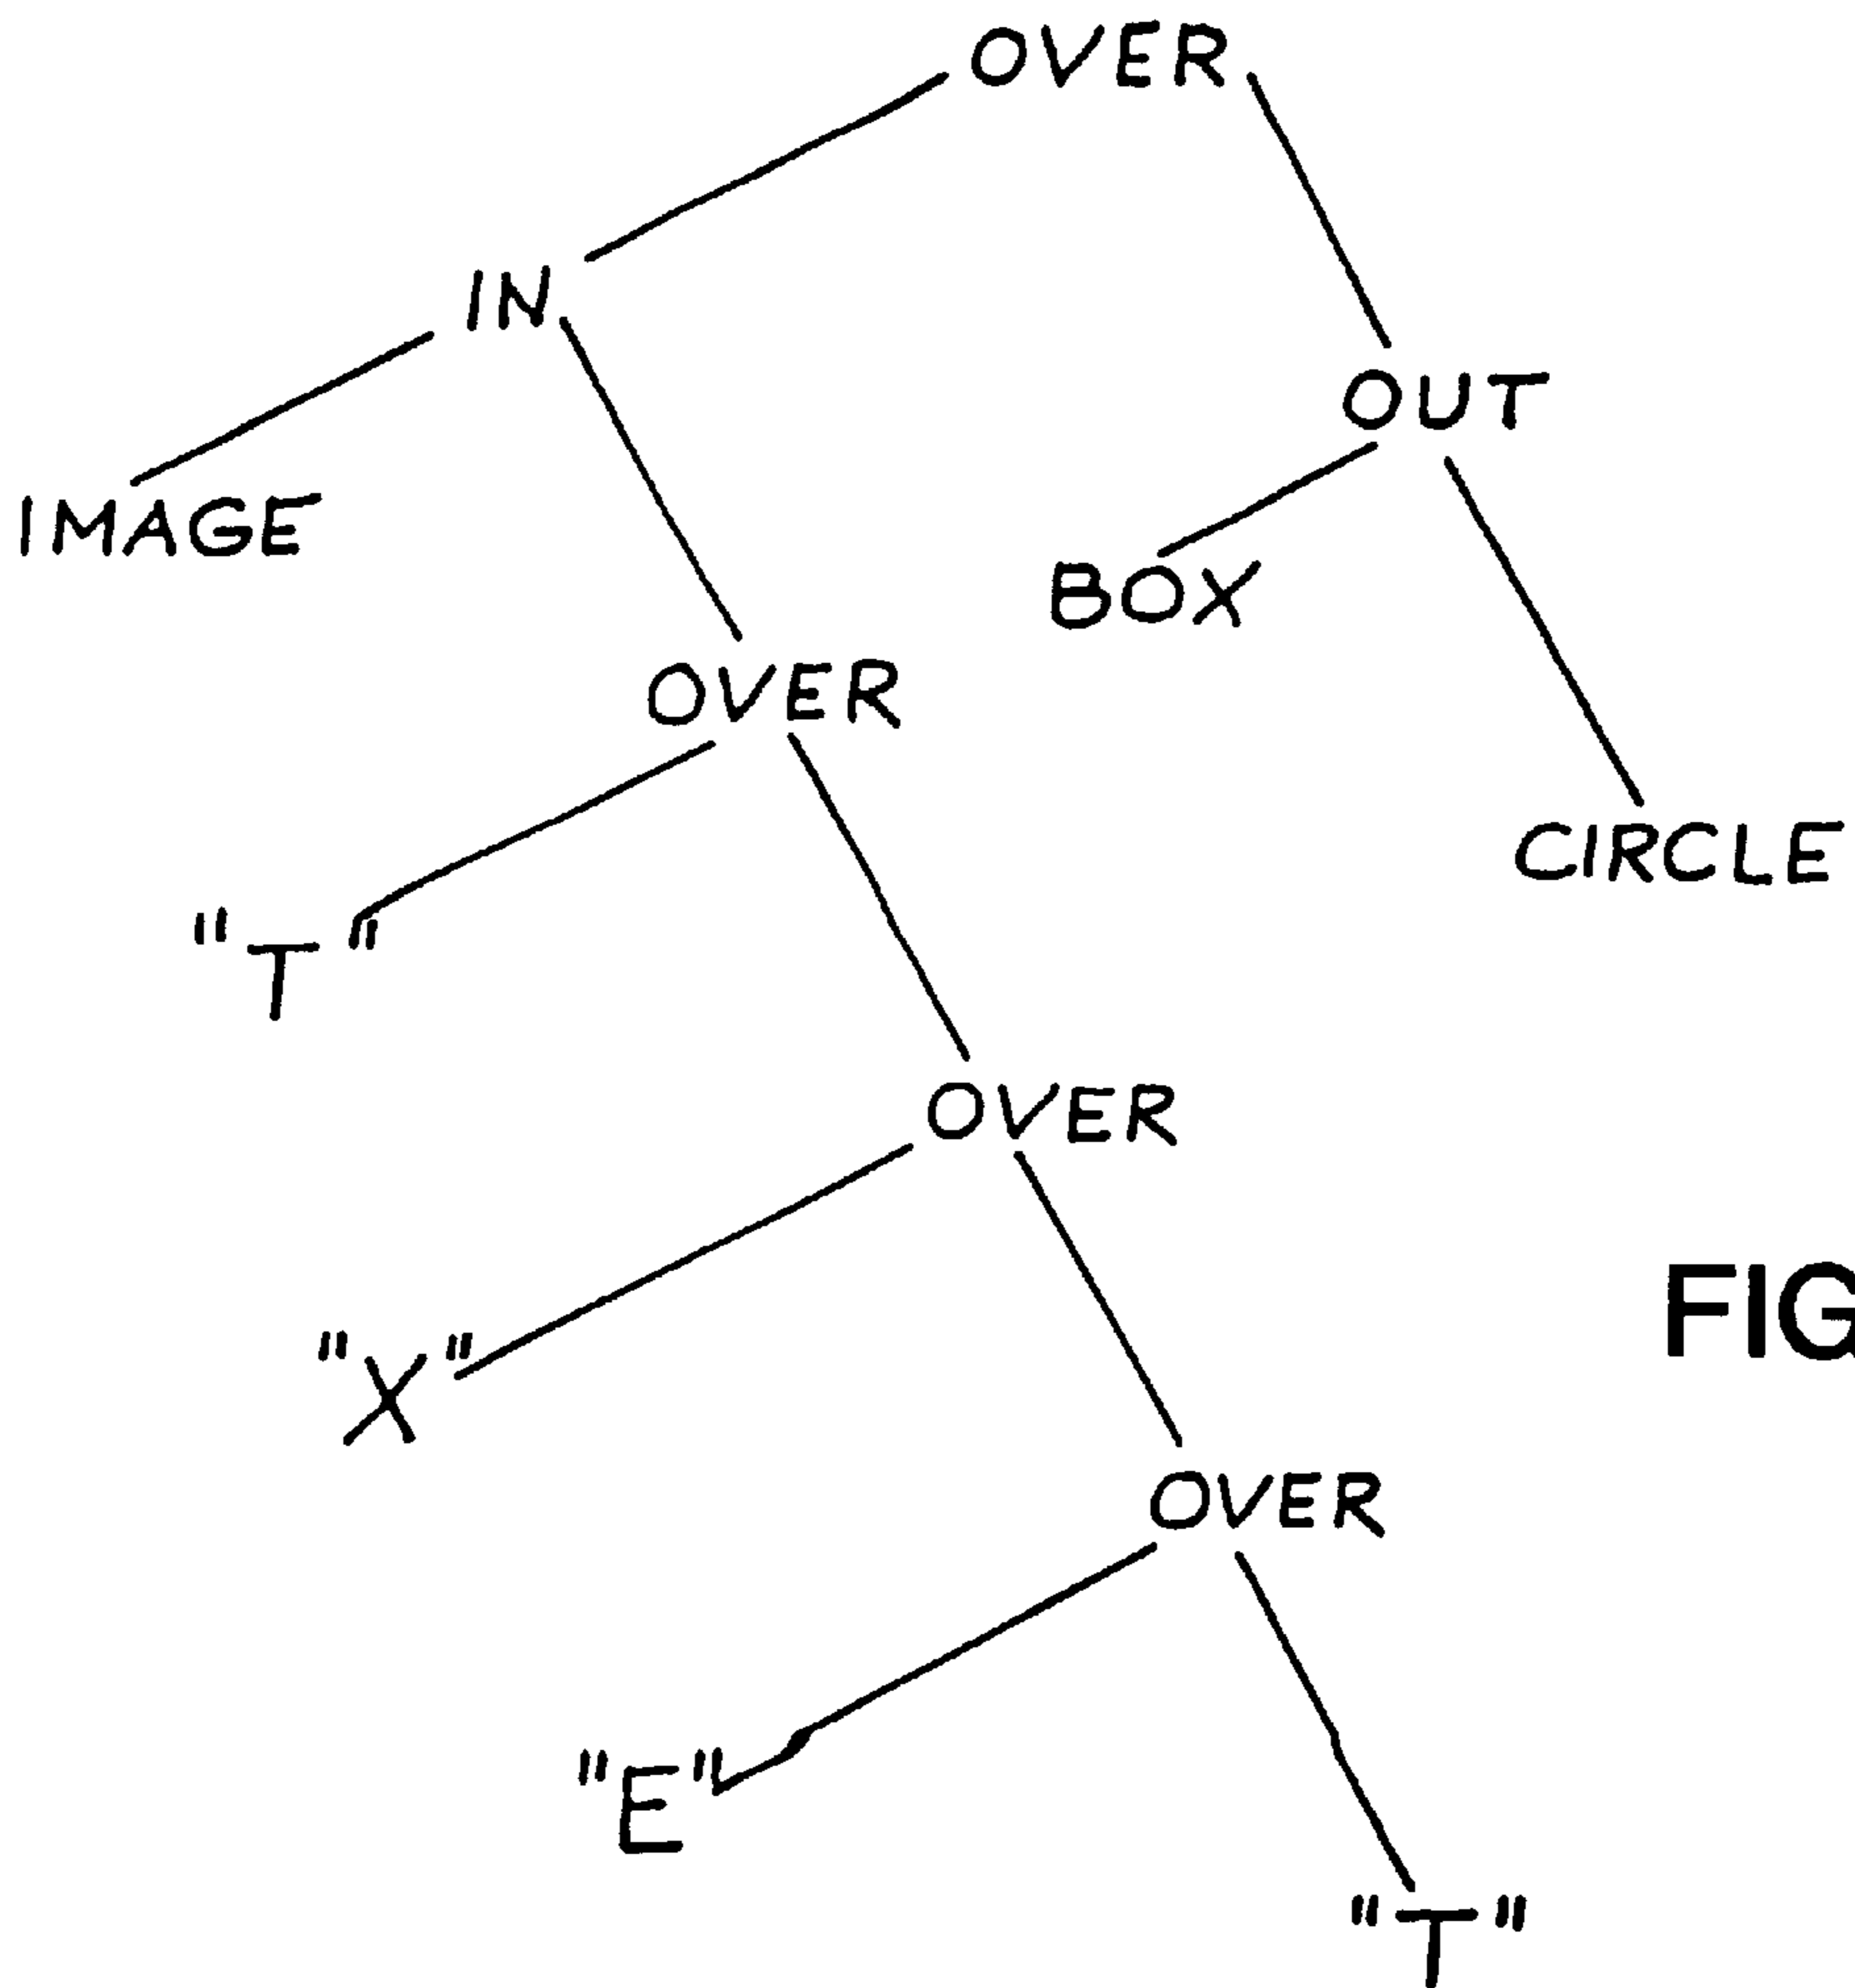 OVER
IN
OUT
IMAGE
BOX
OVER
CIRCLE
"T"
OVER
FIG
"X"
OVER
"E"
"T"